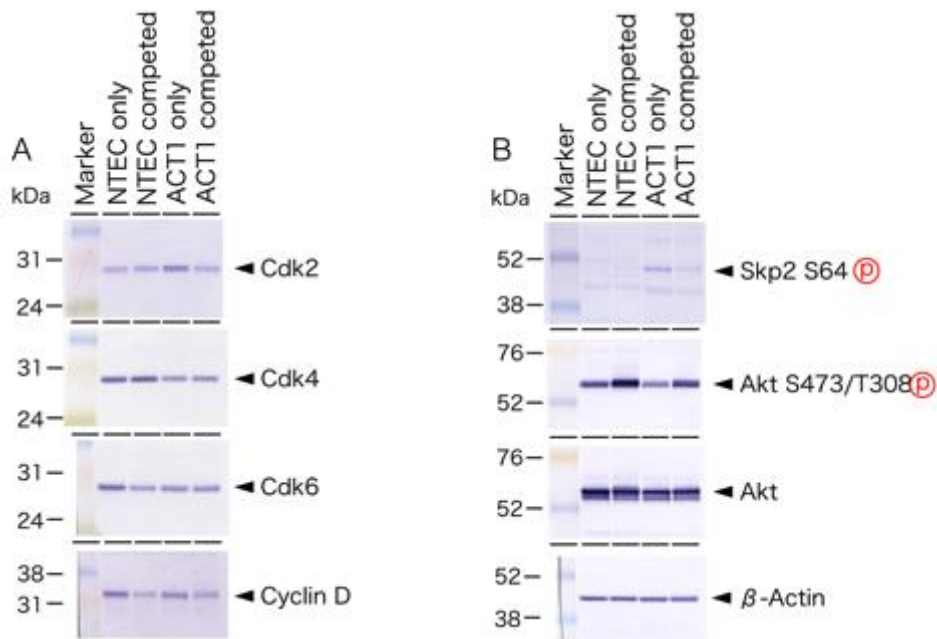 A
kDa
Marker
NTEC only
NTEC competed
ACT1 only
ACT1 competed
31
24
Cdk2
31
24
Cdk4
31
24
Cdk6
38
31
Cyclin D
B
kDa
Marker
NTEC only
NTEC competed
ACT1 only
ACT1 competed
52
38
Skp2 S64 p
76
52
Akt S473/T308 p
76
52
Akt
52
38
β-Actin